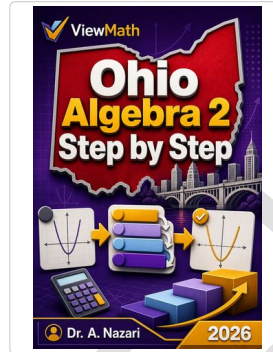 ViewMath
Ohio
Algebra 2
Step by Step
Dr. A. Nazari
2026